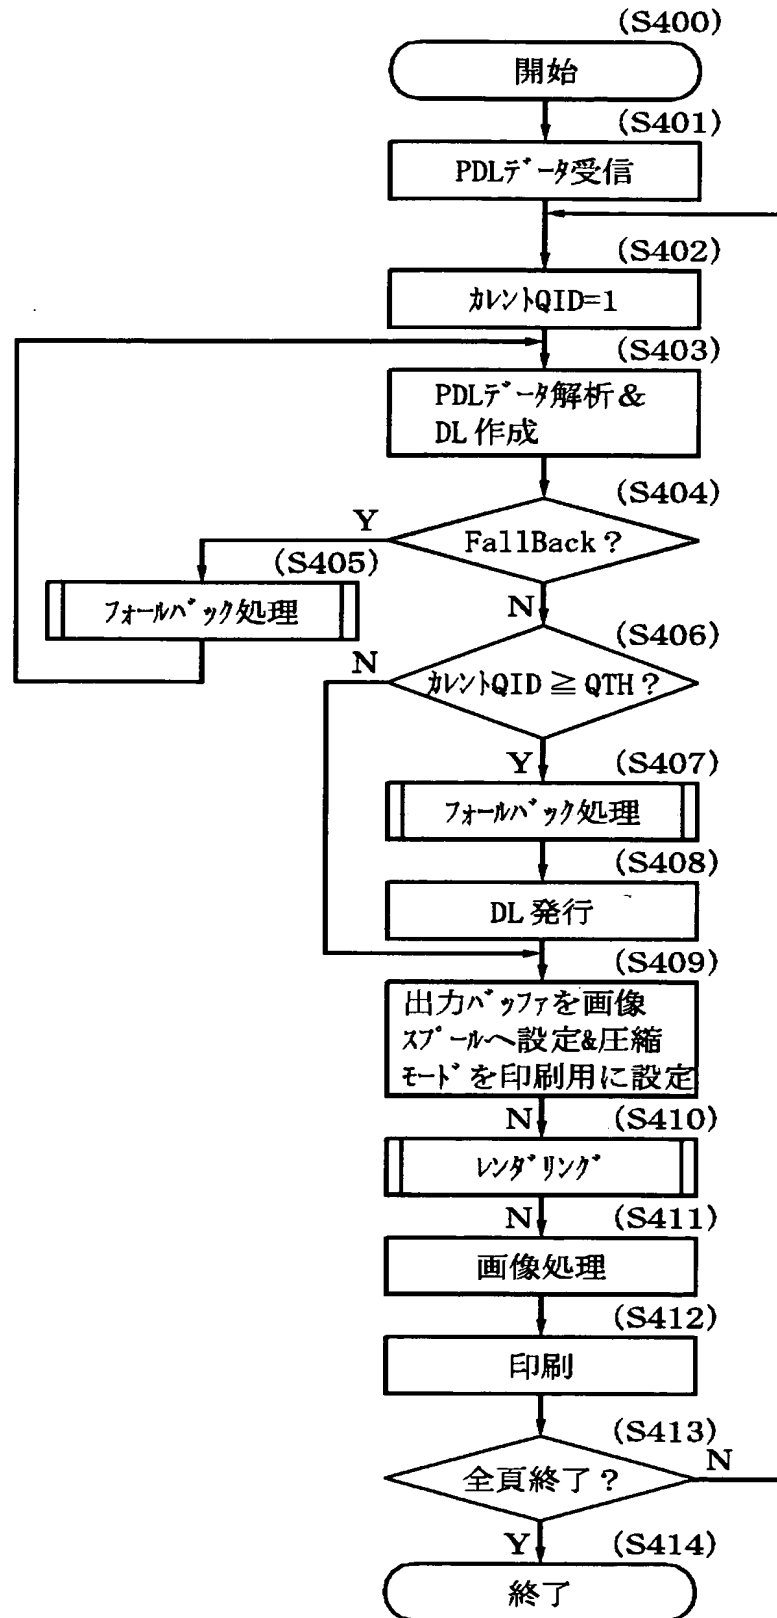 (S400)
開始
(S401)
PDLデータ受信
(S402)
カレントQID=1
(S403)
PDLデータ解析&
DL作成
(S404)
Y
FallBack?
(S405)
フォールバック処理
N
(S406)
N
カレントQID≧QTH?
Y
(S407)
フォールバック処理
(S408)
DL発行
(S409)
出力バッファを画像
スプールへ設定&圧縮
モードを印刷用に設定
N
(S410)
レンダリング
N
(S411)
画像処理
(S412)
印刷
(S413)
N
全頁終了?
Y
(S414)
終了